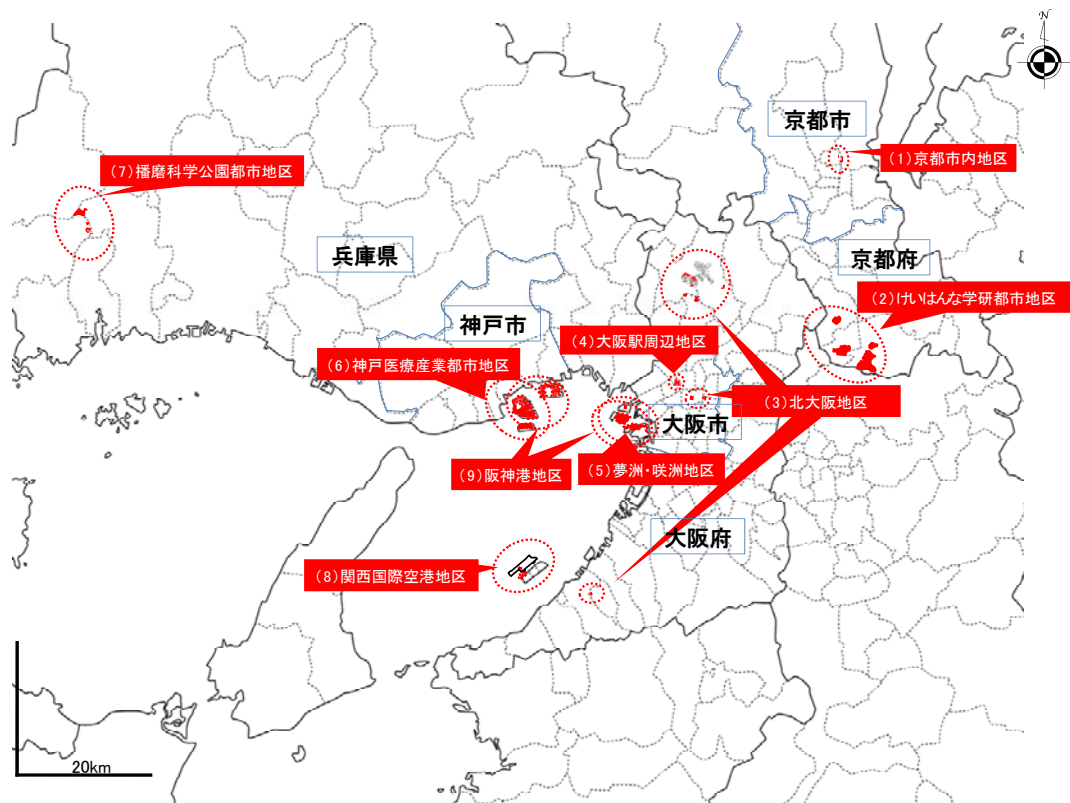 N
京都市
(1)京都市内地区
(7)播磨科学公園都市地区
兵庫県
京都府
(2)けいはんな学研都市地区
神戸市
(4)大阪駅周辺地区
(6)神戸医療産業都市地区
(3)北大阪地区
大阪市
(9)阪神港地区
(5)夢洲・咲洲地区
大阪府
(8)関西国際空港地区
20km